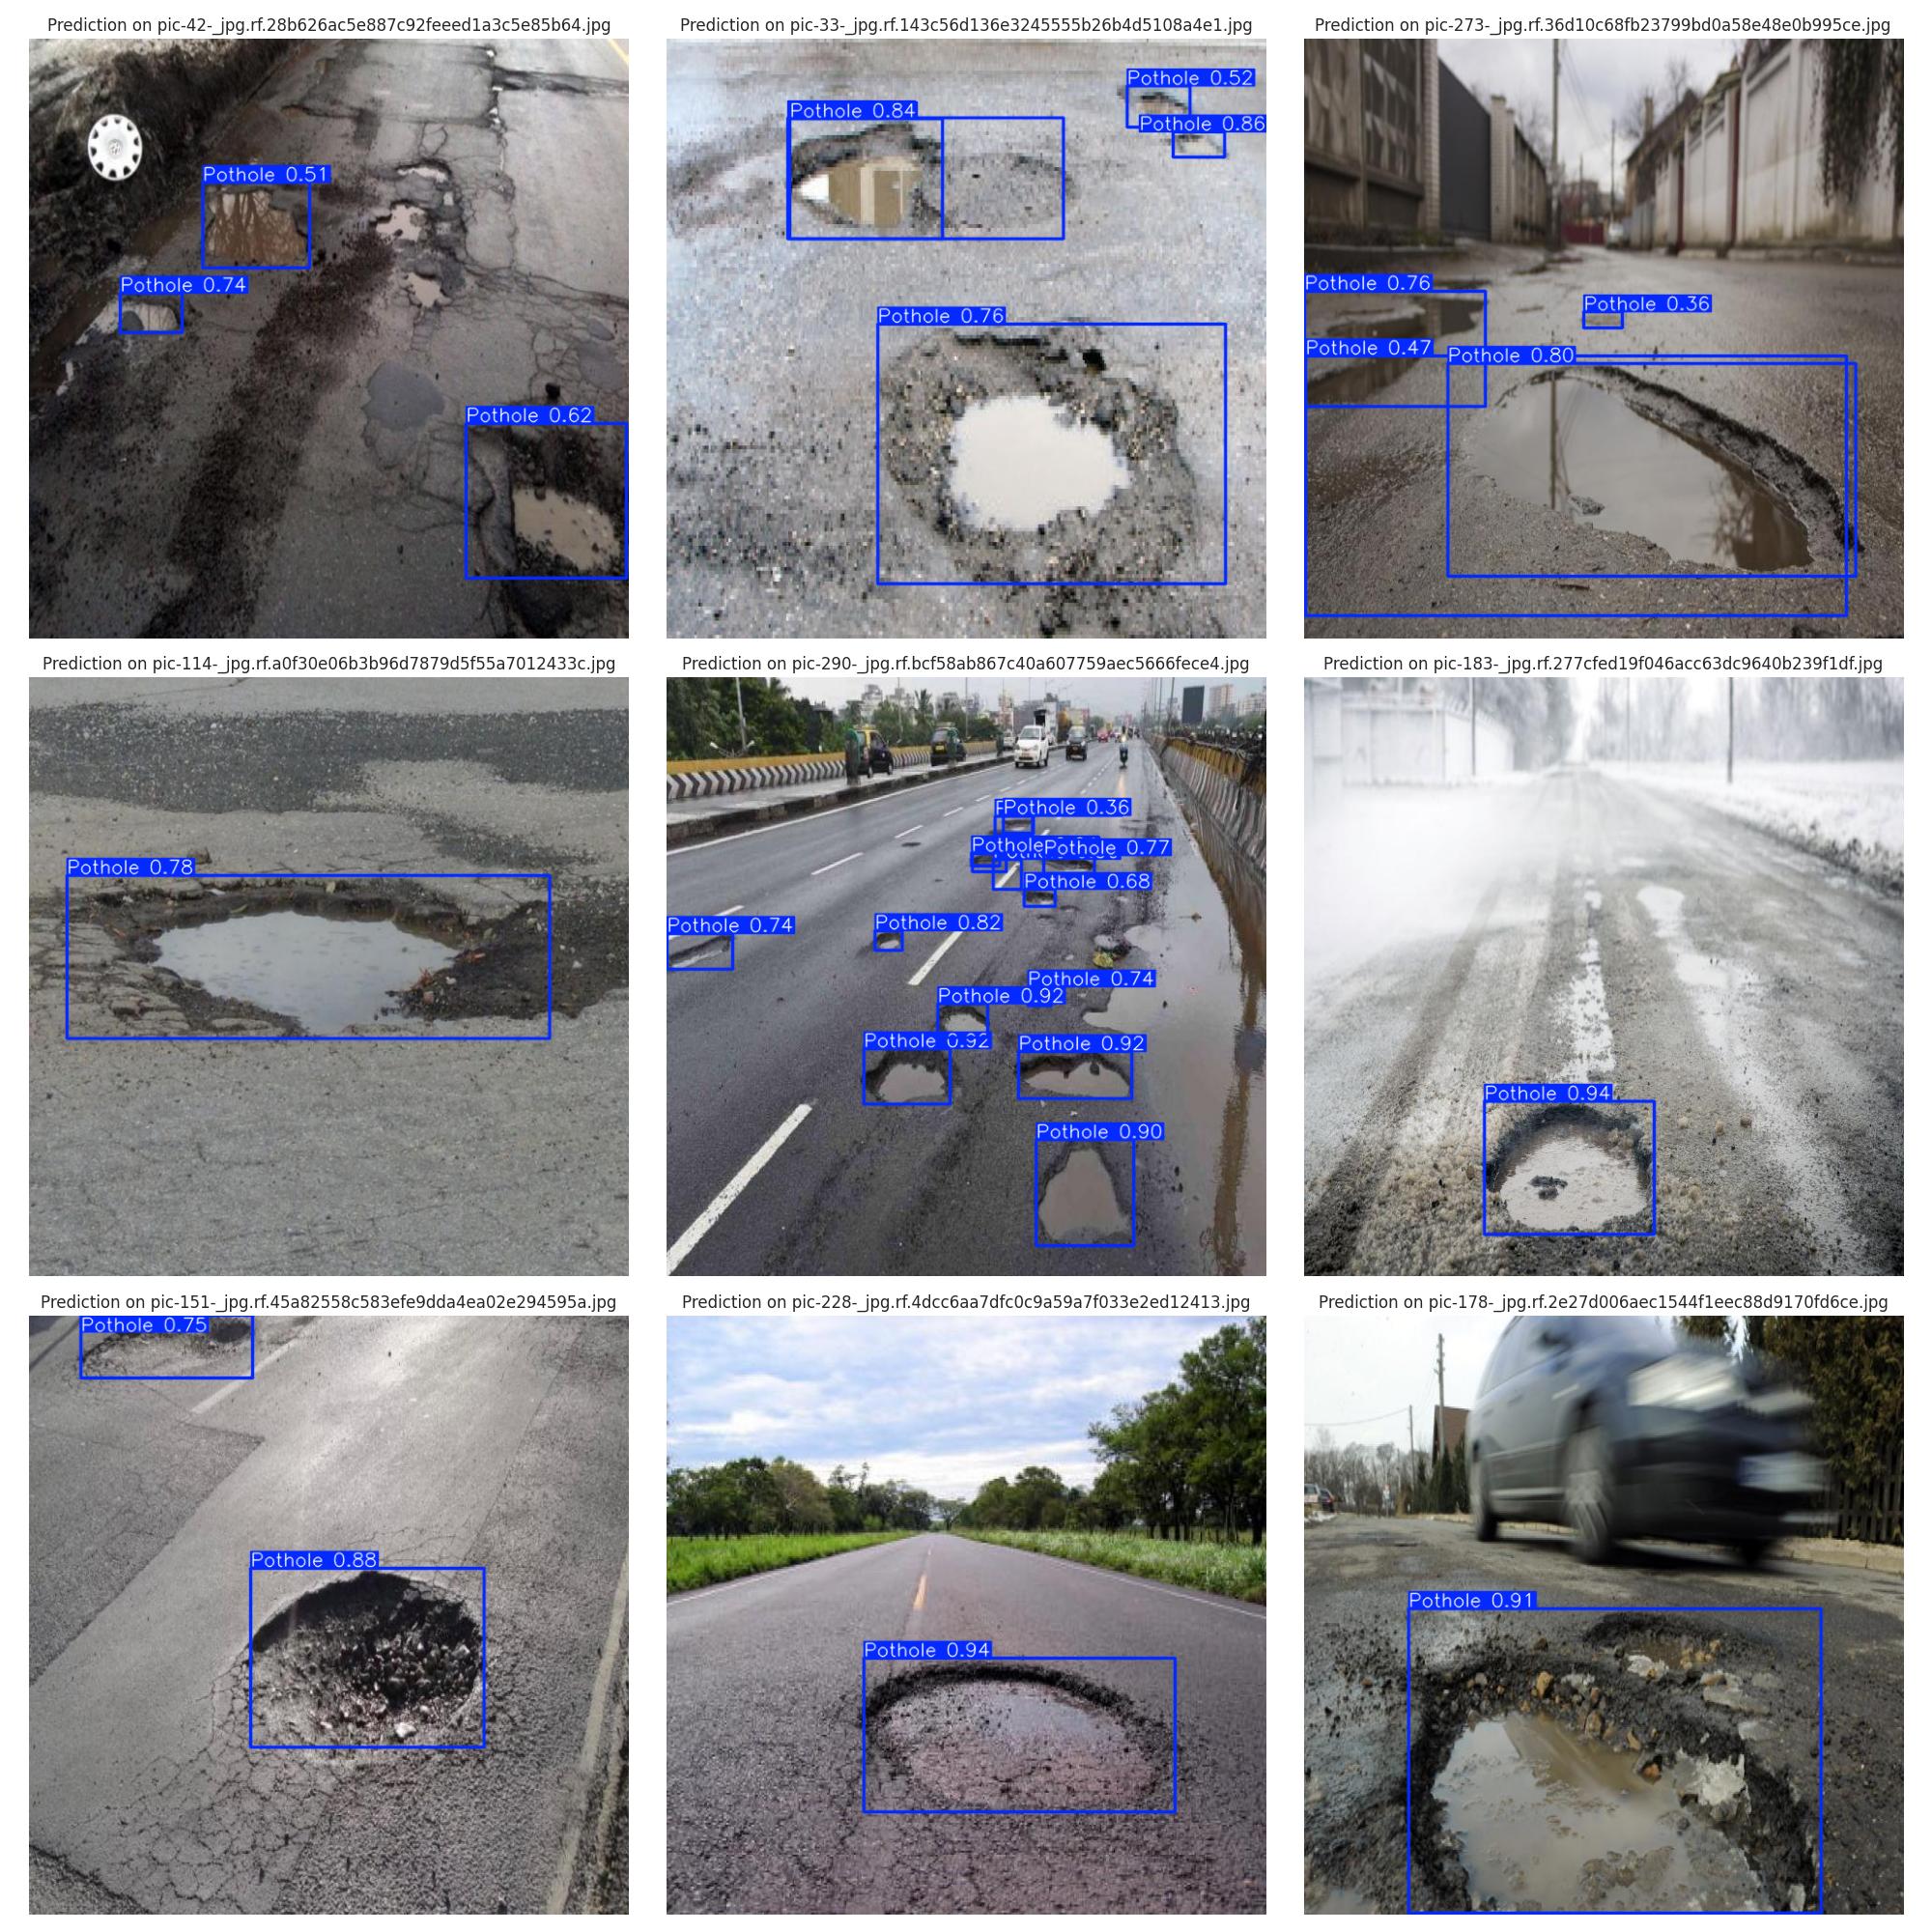 Prediction on pic-42-_jpg.rf.28b626ac5e887c92feeed1a3c5e85b64.jpg
Pothole 0.51
Pothole 0.74
Pothole 0.62
Prediction on pic-33-_jpg.rf.143c56d136e3245555b26b4d5108a4e1.jpg
Pothole 0.52
Pothole 0.84
Pothole 0.86
Pothole 0.76
Prediction on pic-273-_jpg.rf.36d10c68fb23799bd0a58e48e0b995ce.jpg
Pothole 0.76
Pothole 0.36
Pothole 0.47
Pothole 0.80
Prediction on pic-114-_jpg.rf.a0f30e06b3b96d7879d5f55a7012433c.jpg
Pothole 0.78
Prediction on pic-290-_jpg.rf.bcf58ab867c40a607759aec5666fece4.jpg
Pothole 0.36
Pothole
Pothole 0.77
Pothole 0.68
Pothole 0.74
Pothole 0.82
Pothole 0.74
Pothole 0.92
Pothole 0.92
Pothole 0.92
Pothole 0.90
Prediction on pic-183-_jpg.rf.277cfed19f046acc63dc9640b239f1df.jpg
Pothole 0.94
Prediction on pic-151-_jpg.rf.45a82558c583efe9dda4ea02e294595a.jpg
Pothole 0.75
Pothole 0.88
Prediction on pic-228-_jpg.rf.4dcc6aa7dfc0c9a59a7f033e2ed12413.jpg
Pothole 0.94
Prediction on pic-178-_jpg.rf.2e27d006aec1544f1eec88d9170fd6ce.jpg
Pothole 0.91